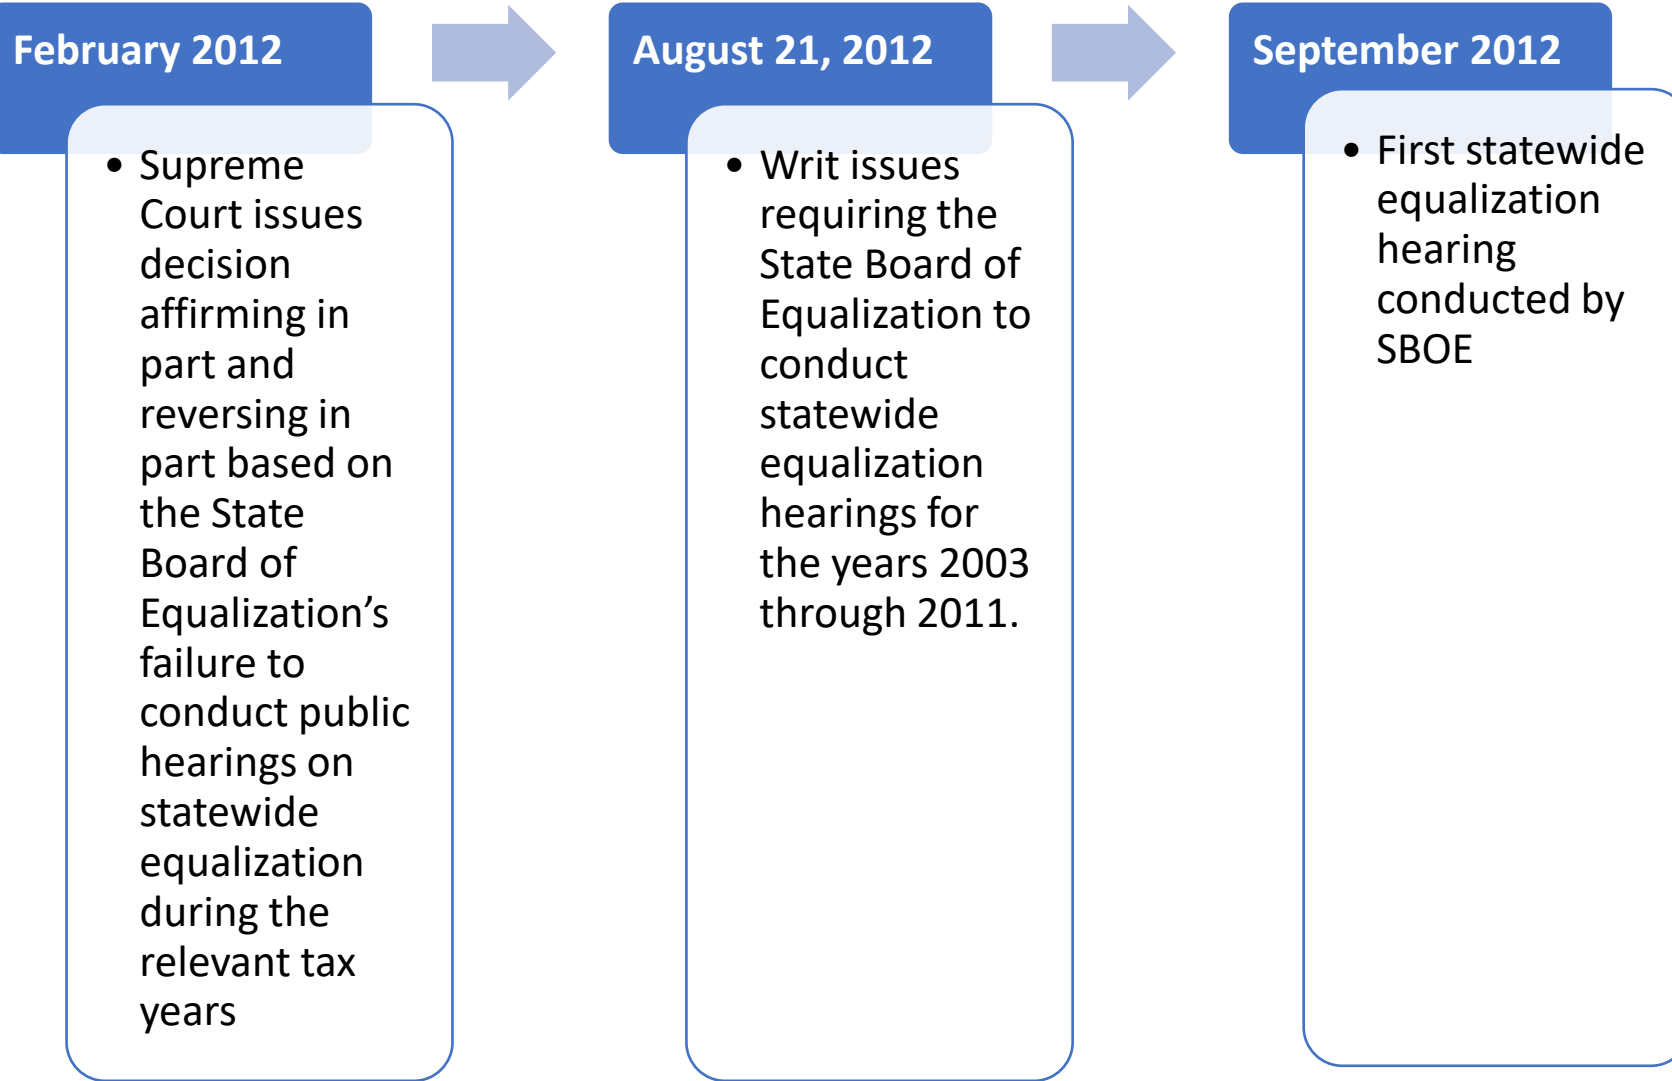 February 2012
• Supreme
Court issues
decision
affirming in
part and
reversing in
part based on
the State
Board of
Equalization’s
failure to
conduct public
hearings on
statewide
equalization
during the
relevant tax
years
August 21, 2012
• Writ issues
requiring the
State Board of
Equalization to
conduct
statewide
equalization
hearings for
the years 2003
through 2011.
September 2012
• First statewide
equalization
hearing
conducted by
SBOE